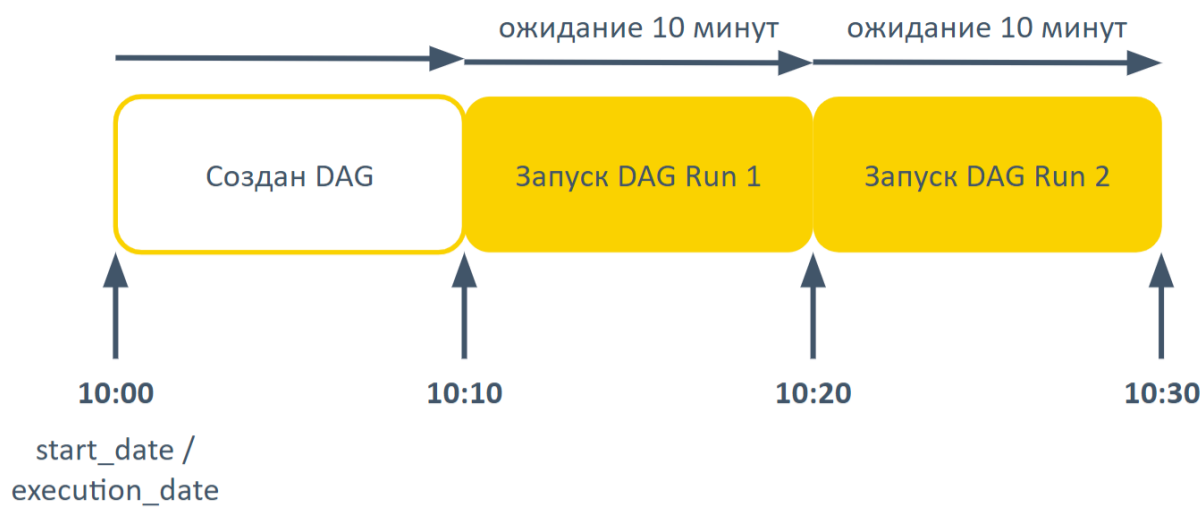 ожидание 10 минут
ожидание 10 минут
Создан DAG
Запуск DAG Run 1
Запуск DAG Run 2
10:00
10:10
10:20
10:30
start_date /
execution_date